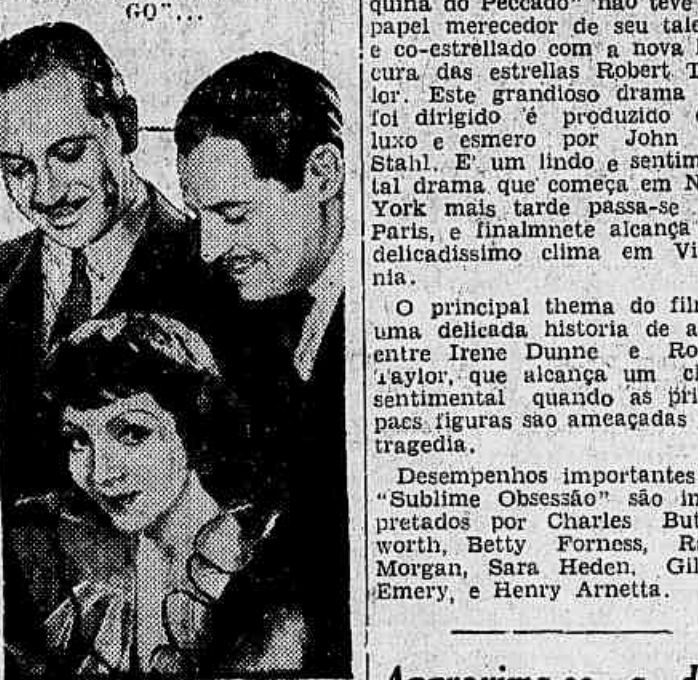 GO"...
quina do Peccado" não teve
papel merecedor de seu tale
e co-estrellado com a nova
cura das estrellas Robert T
lor. Este grandioso drama
foi dirigido é produzido
luxo e esmero por John
Stahl. E' um lindo e sentim
tal drama que começa em N
York mais tarde passa-se
Paris, e finalmnete alcança
delicadissimo clima em Vi
nia.
O principal thema do fil
uma delicada historia de a
entre Irene Dunne e Ro
Taylor, que alcança um cl
sentimental quando as pri
paes figuras sao ameaçadas
tragedia.
Desempenhos importantes
"Sublime Obsessão" são in
pretados por Charles But
worth, Betty Forness, Ra
Morgan, Sara Heden, Gil
Emery, e Henry Arnetta.